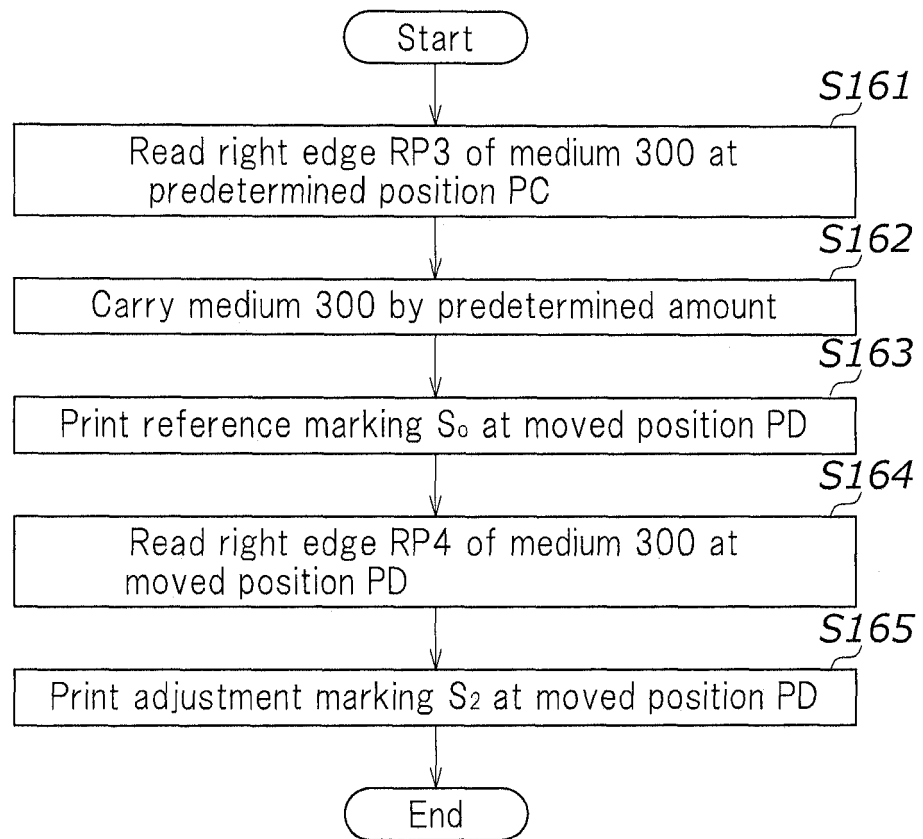 Start
S161
Read right edge RP3 of medium 300 at
predetermined position PC
S162
Carry medium 300 by predetermined amount
S163
Print reference marking S₀ at moved position PD
S164
Read right edge RP4 of medium 300 at
moved position PD
S165
Print adjustment marking S₂ at moved position PD
End